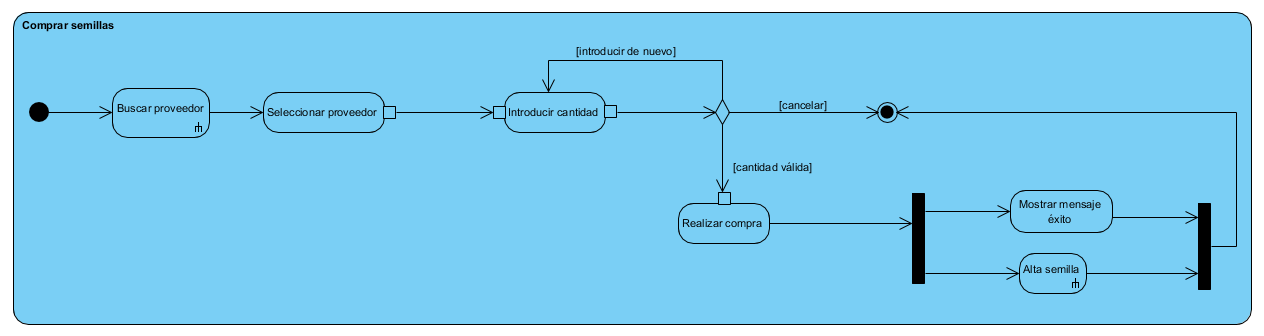 Comprar semillas
[introducir de nuevo]
Buscar proveedor
Seleccionar proveedor
Introducir cantidad
[cancelar]
[cantidad válida]
Realizar compra
Mostrar mensaje
éxito
Alta semilla